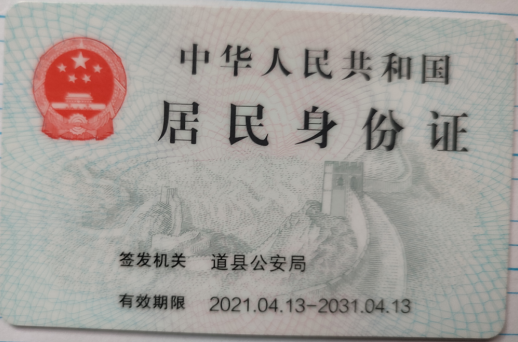 中华人民共和国
居民身份证
签发机关 道县公安局
有效期限 2021.04.13-2031.04.13